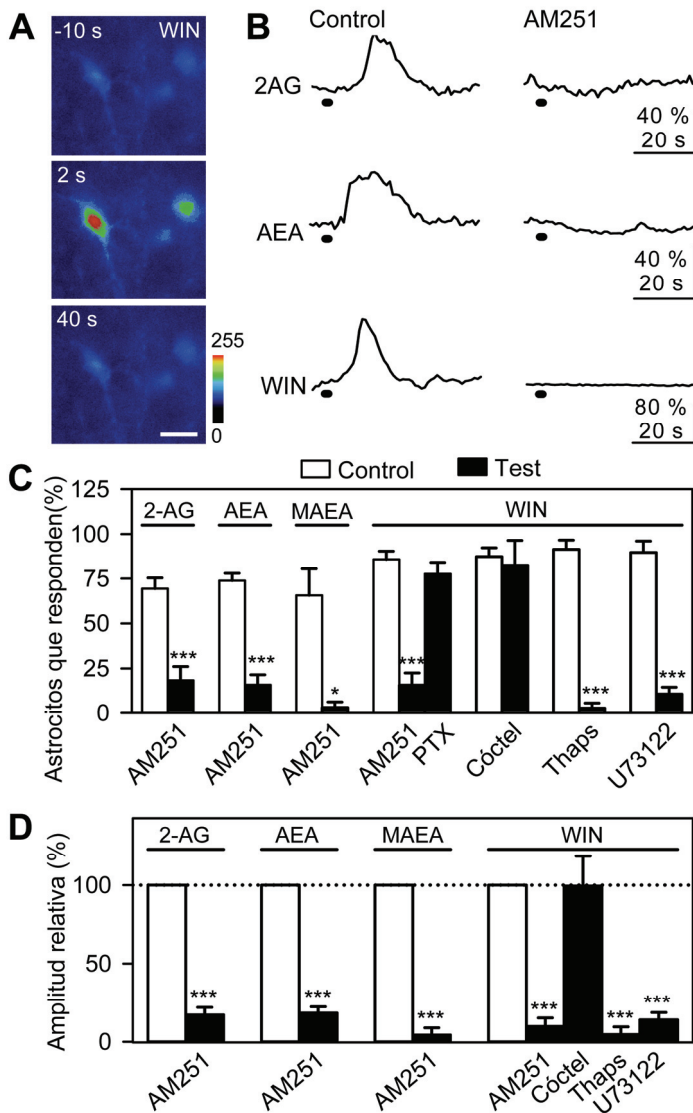 A
-10 s WIN
2 s
40 s
255
0
B
Control AM251
2AG
40 %
20 s
AEA
40 %
20 s
WIN
80 %
20 s
C
Control Test
Astrocitos que responden(%)
125
100
75
50
25
0
2-AG AEA MAEA WIN
*** *** * *** *** ***
AM251 AM251 AM251 AM251 PTX Cóctel Thaps U73122
D
Amplitud relativa (%)
100
50
0
2-AG AEA MAEA WIN
*** *** *** *** *** ***
AM251 AM251 AM251 AM251 Cóctel Thaps U73122